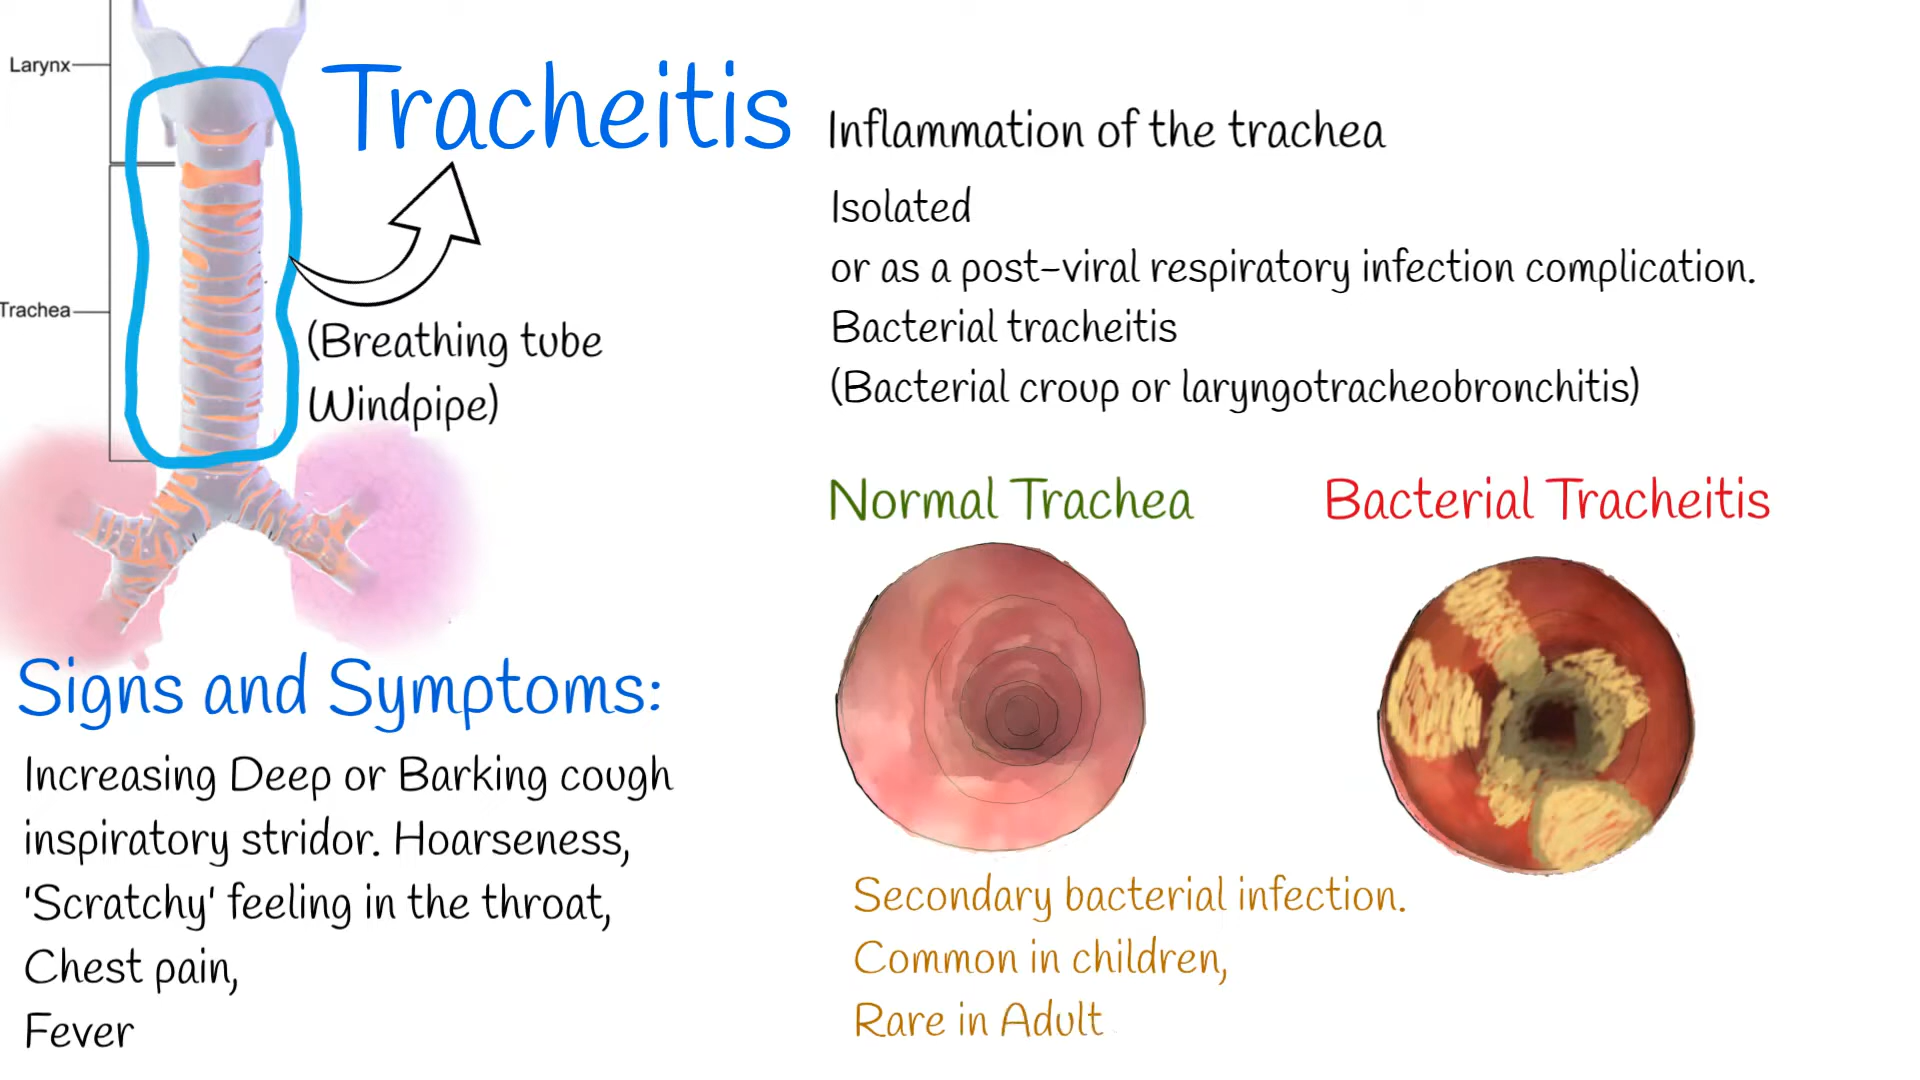 Larynx
Trachea
Tracheitis
(Breathing tube
Windpipe)
Inflammation of the trachea
Isolated
or as a post-viral respiratory infection complication.
Bacterial tracheitis
(Bacterial croup or laryngotracheobronchitis)
Normal Trachea
Bacterial Tracheitis
Signs and Symptoms:
Increasing Deep or Barking cough
inspiratory stridor. Hoarseness,
'Scratchy' feeling in the throat,
Chest pain,
Fever
Secondary bacterial infection.
Common in children,
Rare in Adult